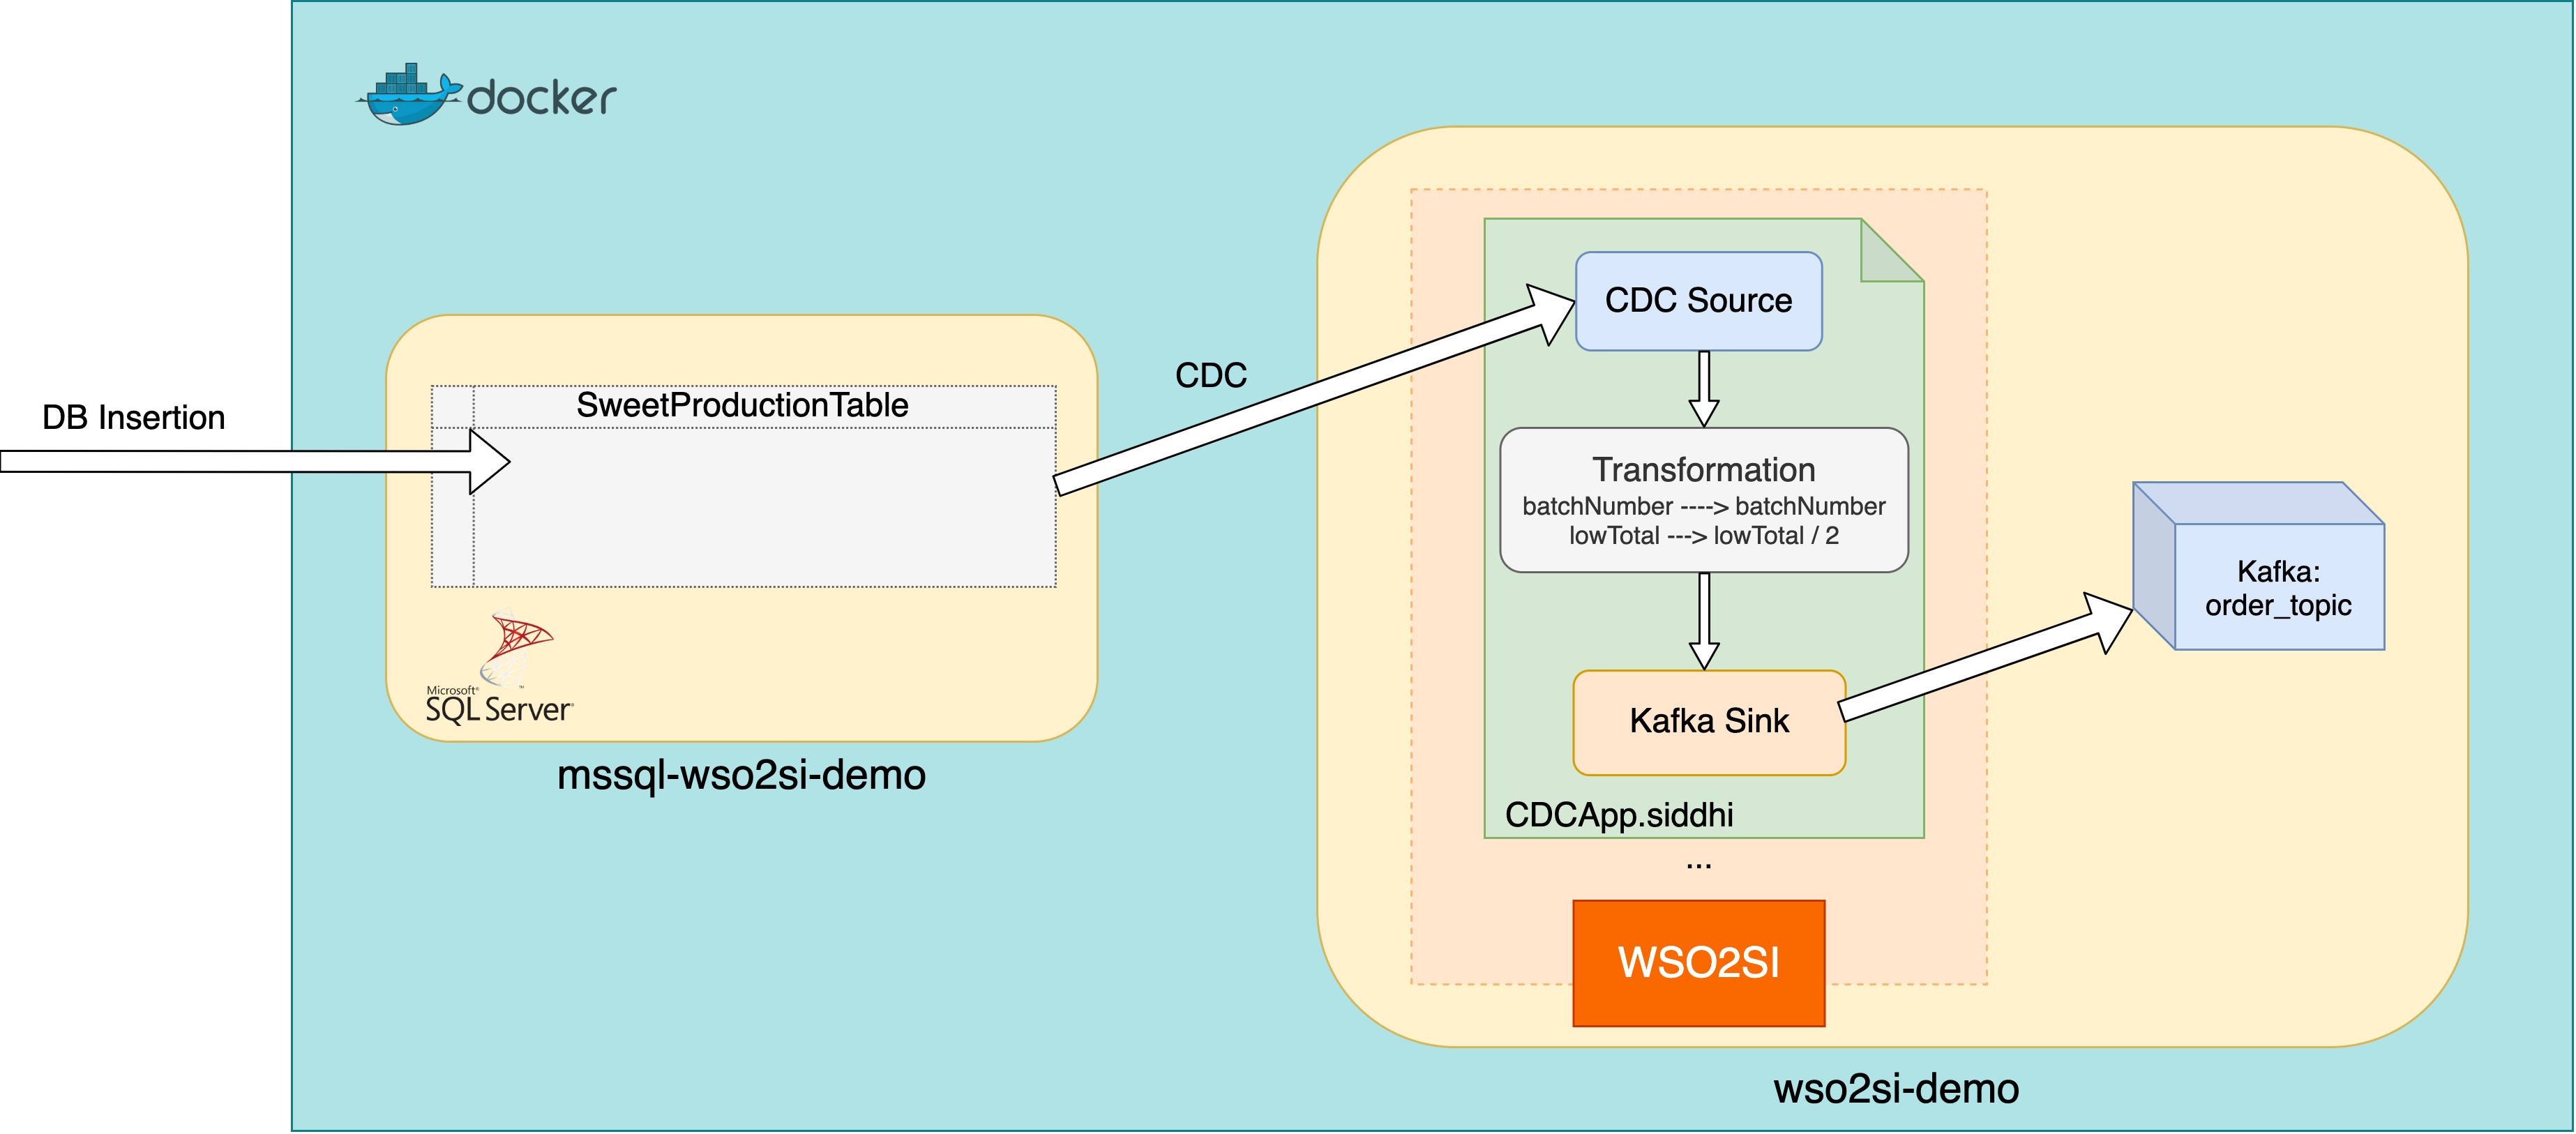 docker
DB Insertion
SweetProductionTable
Microsoft®
SQL Server®
mssql-wso2si-demo
CDC
CDC Source
Transformation
batchNumber ----> batchNumber
lowTotal ---> lowTotal / 2
Kafka Sink
CDCApp.siddhi
...
WSO2SI
Kafka:
order_topic
wso2si-demo